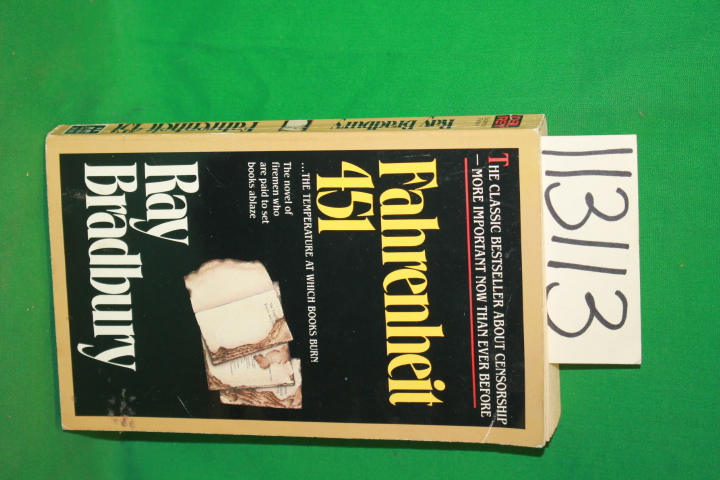 THE CLASSIC BESTSELLER ABOUT CENSORSHIP
—MORE IMPORTANT NOW THAN EVER BEFORE
Fahrenheit
451
...THE TEMPERATURE AT WHICH BOOKS BURN
The novel of
firemen who
are paid to set
books ablaze
Ray
Bradbury
Ray Bradbury
Fahrenheit 451
113113